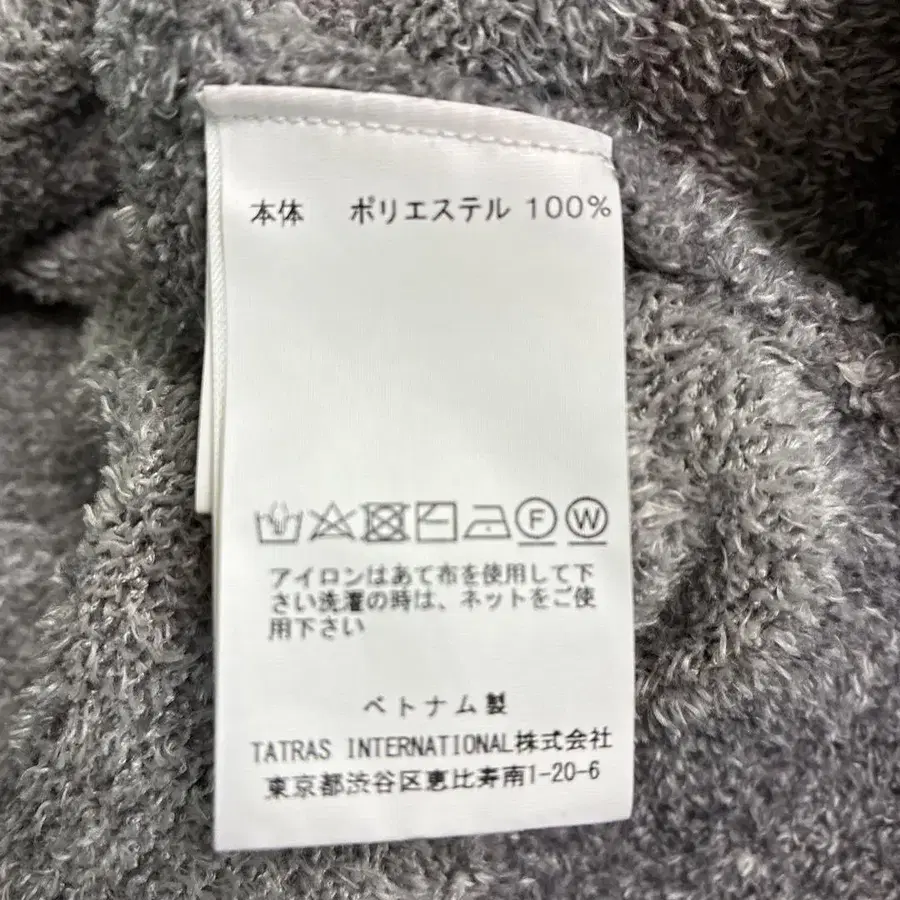 本体 ポリエステル 100%
F W
アイロンはあて布を使用して下
さい洗濯の時は、ネットをご使
用下さい
ベトナム製
TATRAS INTERNATIONAL株式会社
東京都渋谷区恵比寿南1-20-6